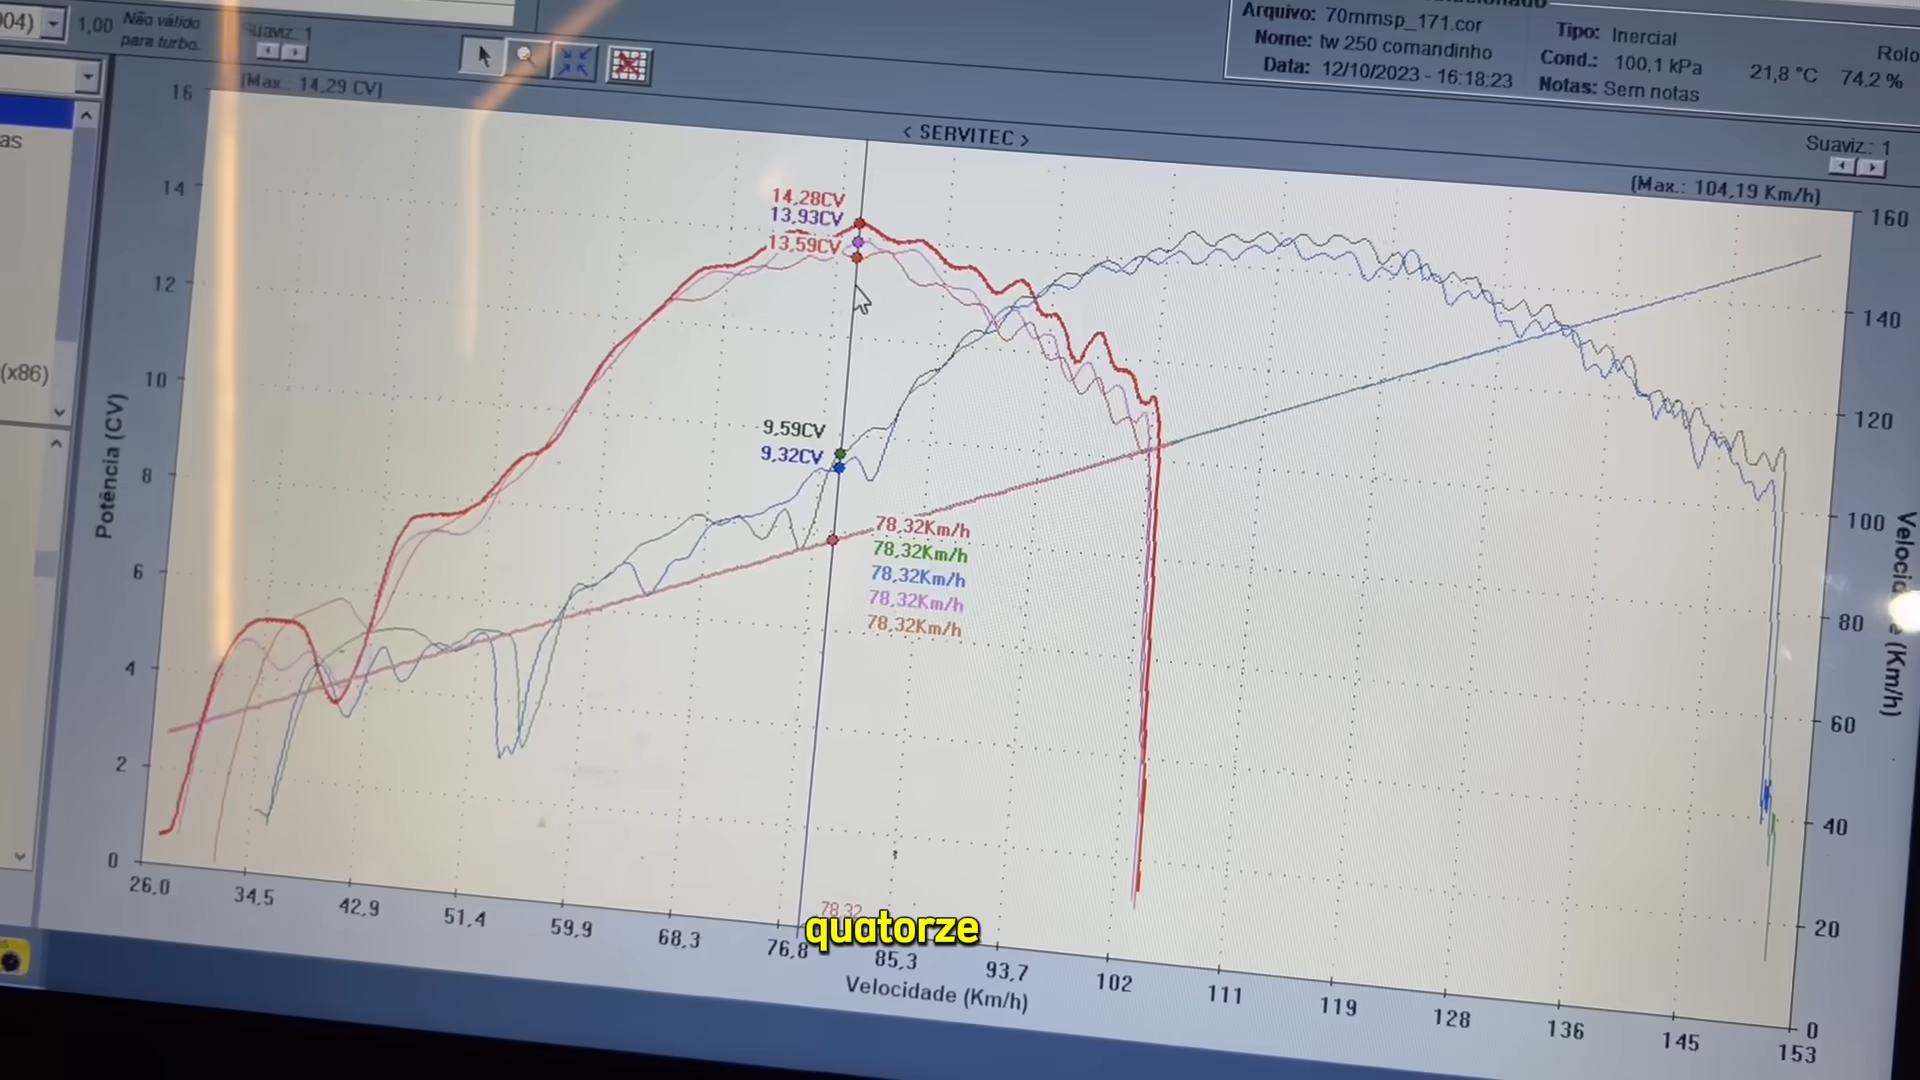 004)
1,00
Não válido
para turbo.
Suaviz: 1
Arquivo: 70mmsp_171.cor
Nome: tw 250 comandinho
Data: 12/10/2023 - 16:18:23
Tipo: Inercial
Cond.: 100,1 kPa
Notas: Sem notas
Rolo
21,8 °C
74,2 %
(Max.: 14,29 CV)
< SERVITEC >
Suaviz.: 1
(Max.: 104,19 Km/h)
as
(x86)
Potência (CV)
16
14
12
10
8
6
4
2
0
14,28CV
13,93CV
13,59CV
9,59CV
9,32CV
78,32Km/h
78,32Km/h
78,32Km/h
78,32Km/h
78,32Km/h
160
140
120
100
80
60
40
20
0
78,32
quatorze
26,0
34,5
42,9
51,4
59,9
68,3
76,8
85,3
93,7
102
111
119
128
136
145
153
Velocidade (Km/h)